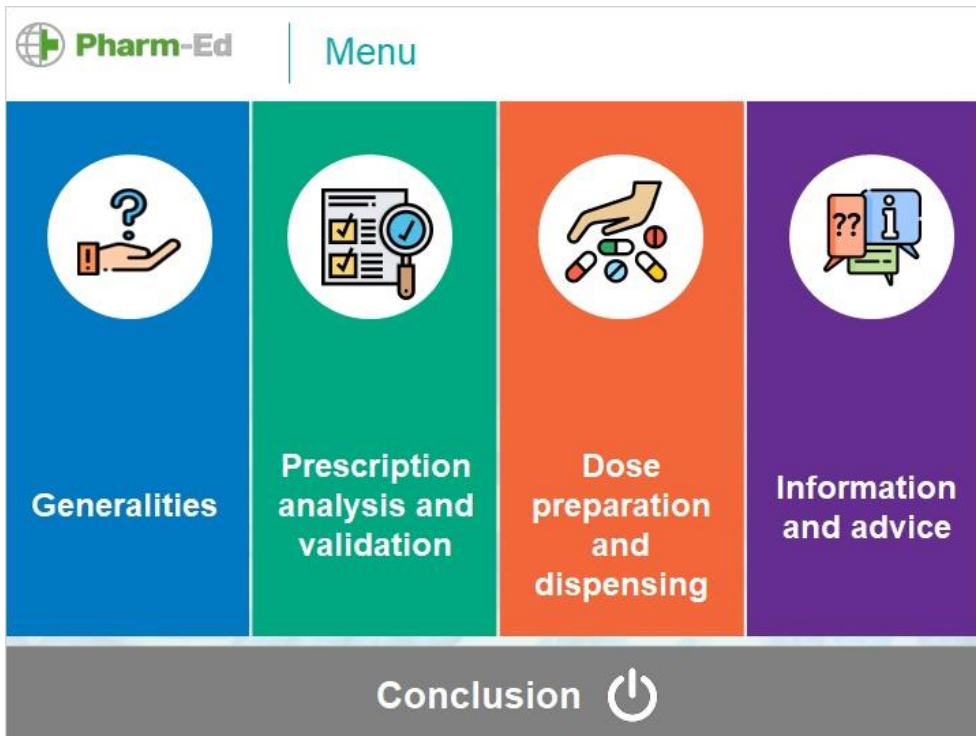 Pharm-Ed
Menu
Generalities
Prescription
analysis and
validation
Dose
preparation
and
dispensing
Information
and advice
Conclusion